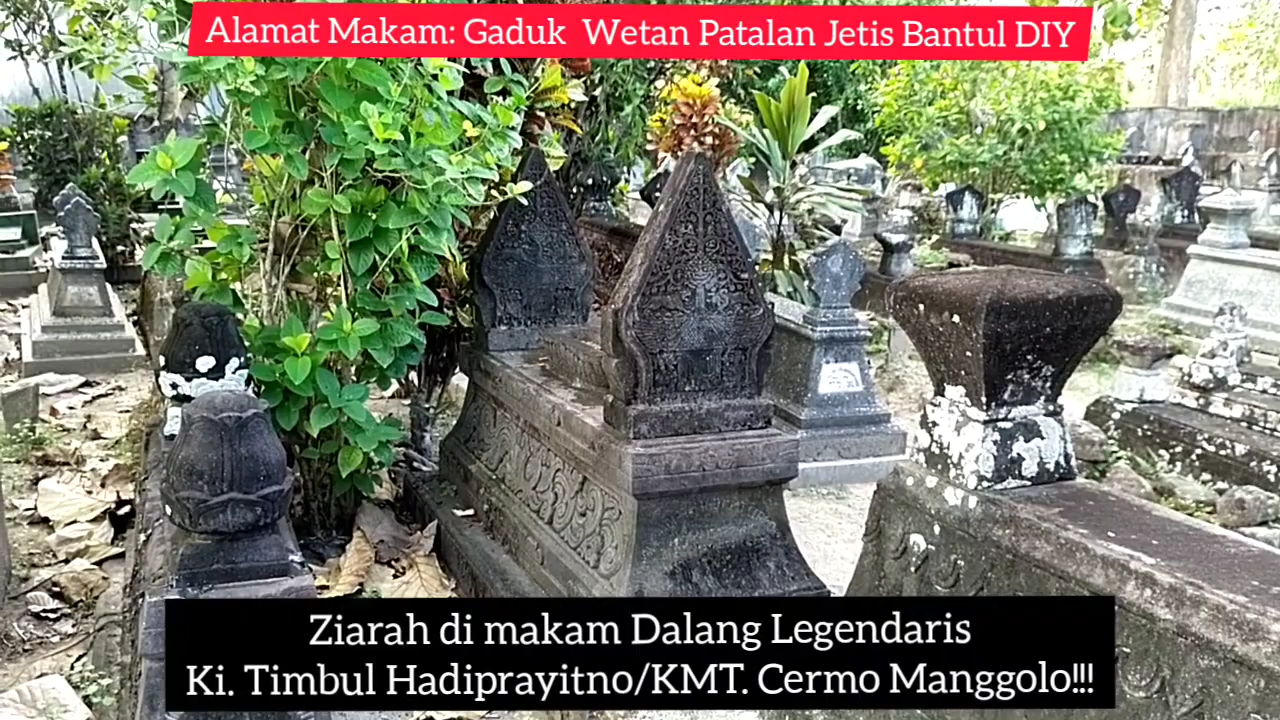 Alamat Makam: Gaduk Wetan Patalan Jetis Bantul DIY
Ziarah di makam Dalang Legendaris
Ki. Timbul Hadiprayitno/KMT. Cermo Manggolo!!!